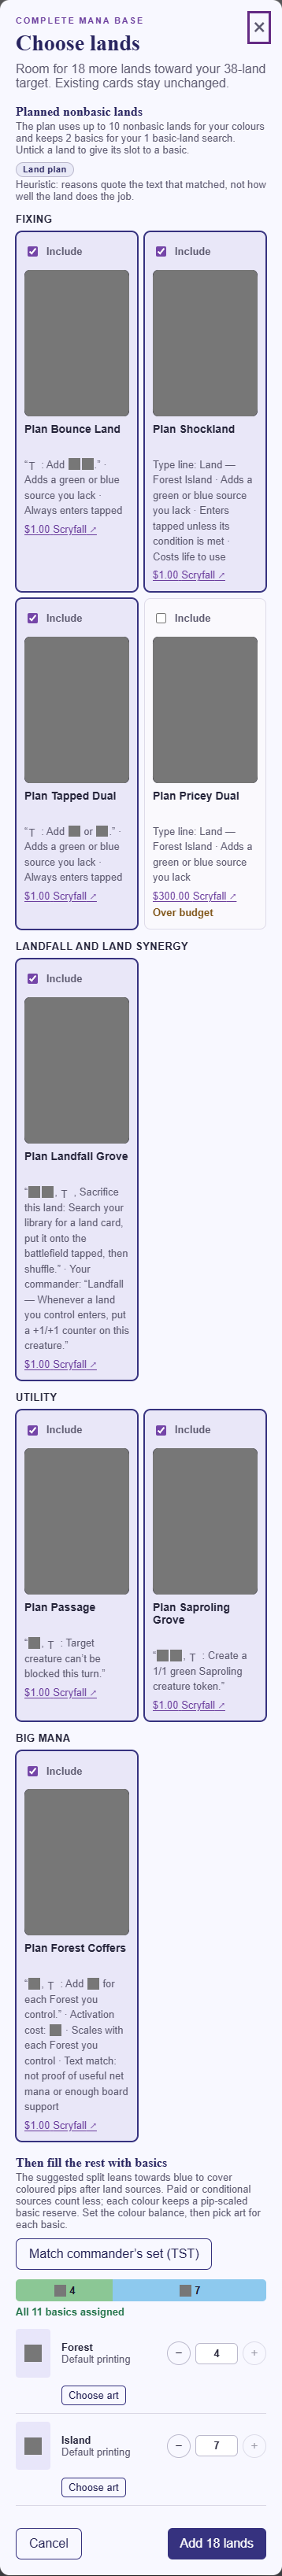 COMPLETE MANA BASE
Choose lands
Room for 18 more lands toward your 38-land
target. Existing cards stay unchanged.
Planned nonbasic lands
The plan uses up to 10 nonbasic lands for your colours
and keeps 2 basics for your 1 basic-land search.
Untick a land to give its slot to a basic.
Land plan
Heuristic: reasons quote the text that matched, not how
well the land does the job.
FIXING
Include
Plan Bounce Land
“T : Add .” ·
Adds a green or blue
source you lack ·
Always enters tapped
$1.00 Scryfall ↗
Include
Plan Shockland
Type line: Land —
Forest Island · Adds a
green or blue source
you lack · Enters
tapped unless its
condition is met ·
Costs life to use
$1.00 Scryfall ↗
Include
Plan Tapped Dual
“T : Add or .” ·
Adds a green or blue
source you lack ·
Always enters tapped
$1.00 Scryfall ↗
Include
Plan Pricey Dual
Type line: Land —
Forest Island · Adds a
green or blue source
you lack
$300.00 Scryfall ↗
Over budget
LANDFALL AND LAND SYNERGY
Include
Plan Landfall Grove
“, T , Sacrifice
this land: Search your
library for a land card,
put it onto the
battlefield tapped, then
shuffle.” · Your
commander: “Landfall
— Whenever a land
you control enters, put
a +1/+1 counter on this
creature.”
$1.00 Scryfall ↗
UTILITY
Include
Plan Passage
“, T : Target
creature can’t be
blocked this turn.”
$1.00 Scryfall ↗
Include
Plan Saproling
Grove
“, T : Create a
1/1 green Saproling
creature token.”
$1.00 Scryfall ↗
BIG MANA
Include
Plan Forest Coffers
“, T : Add for
each Forest you
control.” · Activation
cost: · Scales with
each Forest you
control · Text match:
not proof of useful net
mana or enough board
support
$1.00 Scryfall ↗
Then fill the rest with basics
The suggested split leans towards blue to cover
coloured pips after land sources. Paid or conditional
sources count less; each colour keeps a pip-scaled
basic reserve. Set the colour balance, then pick art for
each basic.
Match commander’s set (TST)
4 7
All 11 basics assigned
Forest
Default printing
− 4 +
Choose art
Island
Default printing
− 7 +
Choose art
Cancel
Add 18 lands